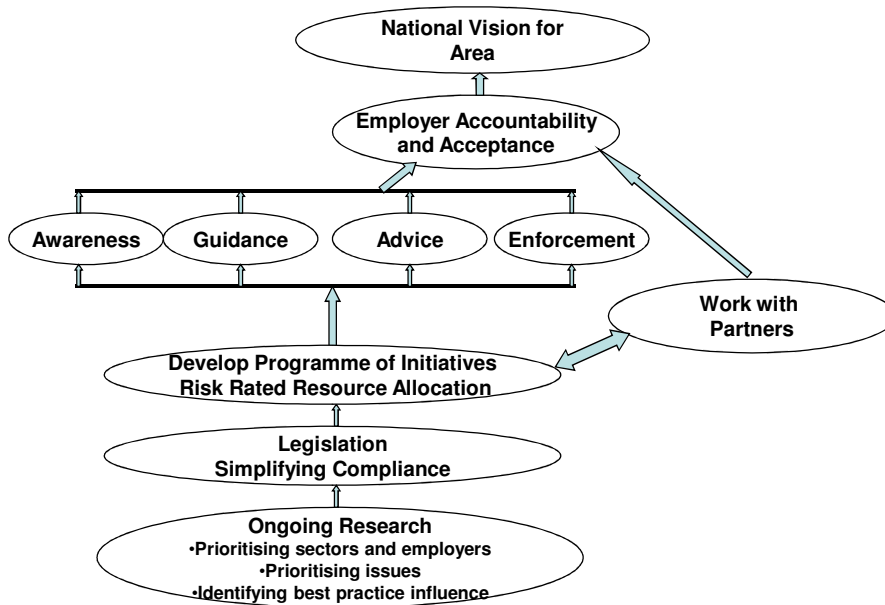 National Vision for
Area
Employer Accountability
and Acceptance
Awareness
Guidance
Advice
Enforcement
Work with
Partners
Develop Programme of Initiatives
Risk Rated Resource Allocation
Legislation
Simplifying Compliance
Ongoing Research
•Prioritising sectors and employers
•Prioritising issues
•Identifying best practice influence